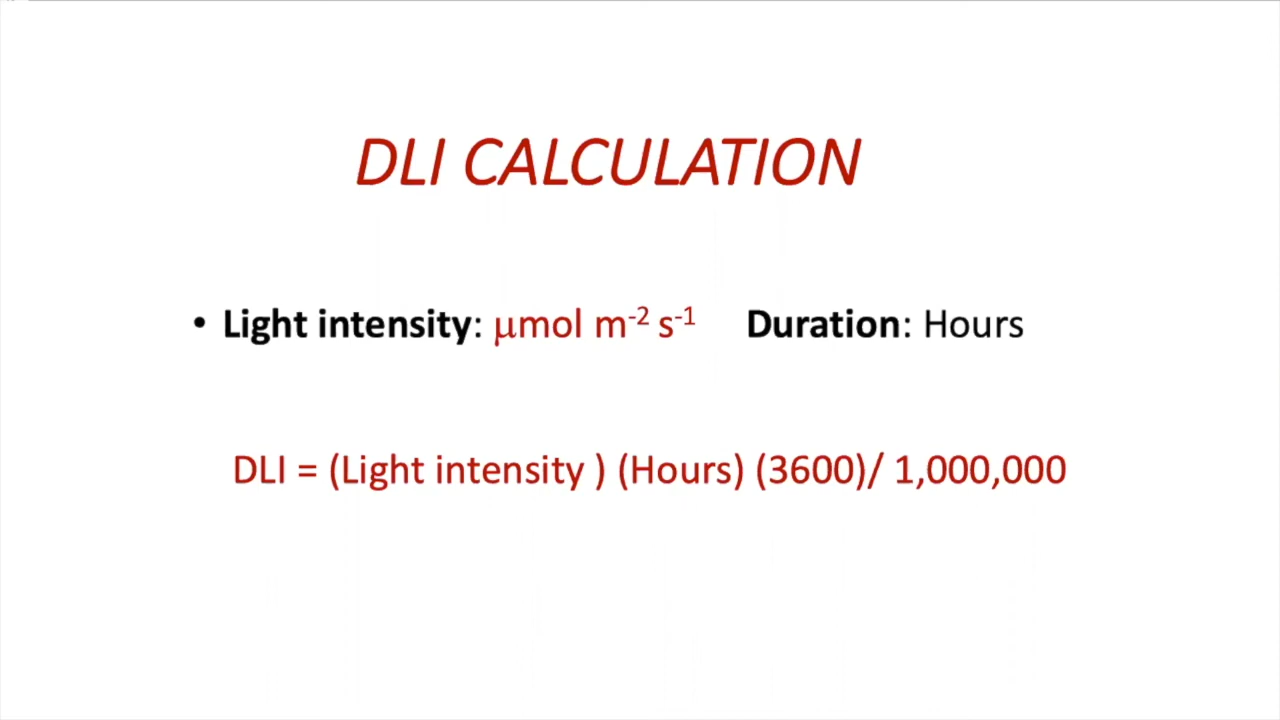 DLI CALCULATION
• Light intensity: μmol m⁻² s⁻¹ Duration: Hours
DLI = (Light intensity ) (Hours) (3600)/ 1,000,000